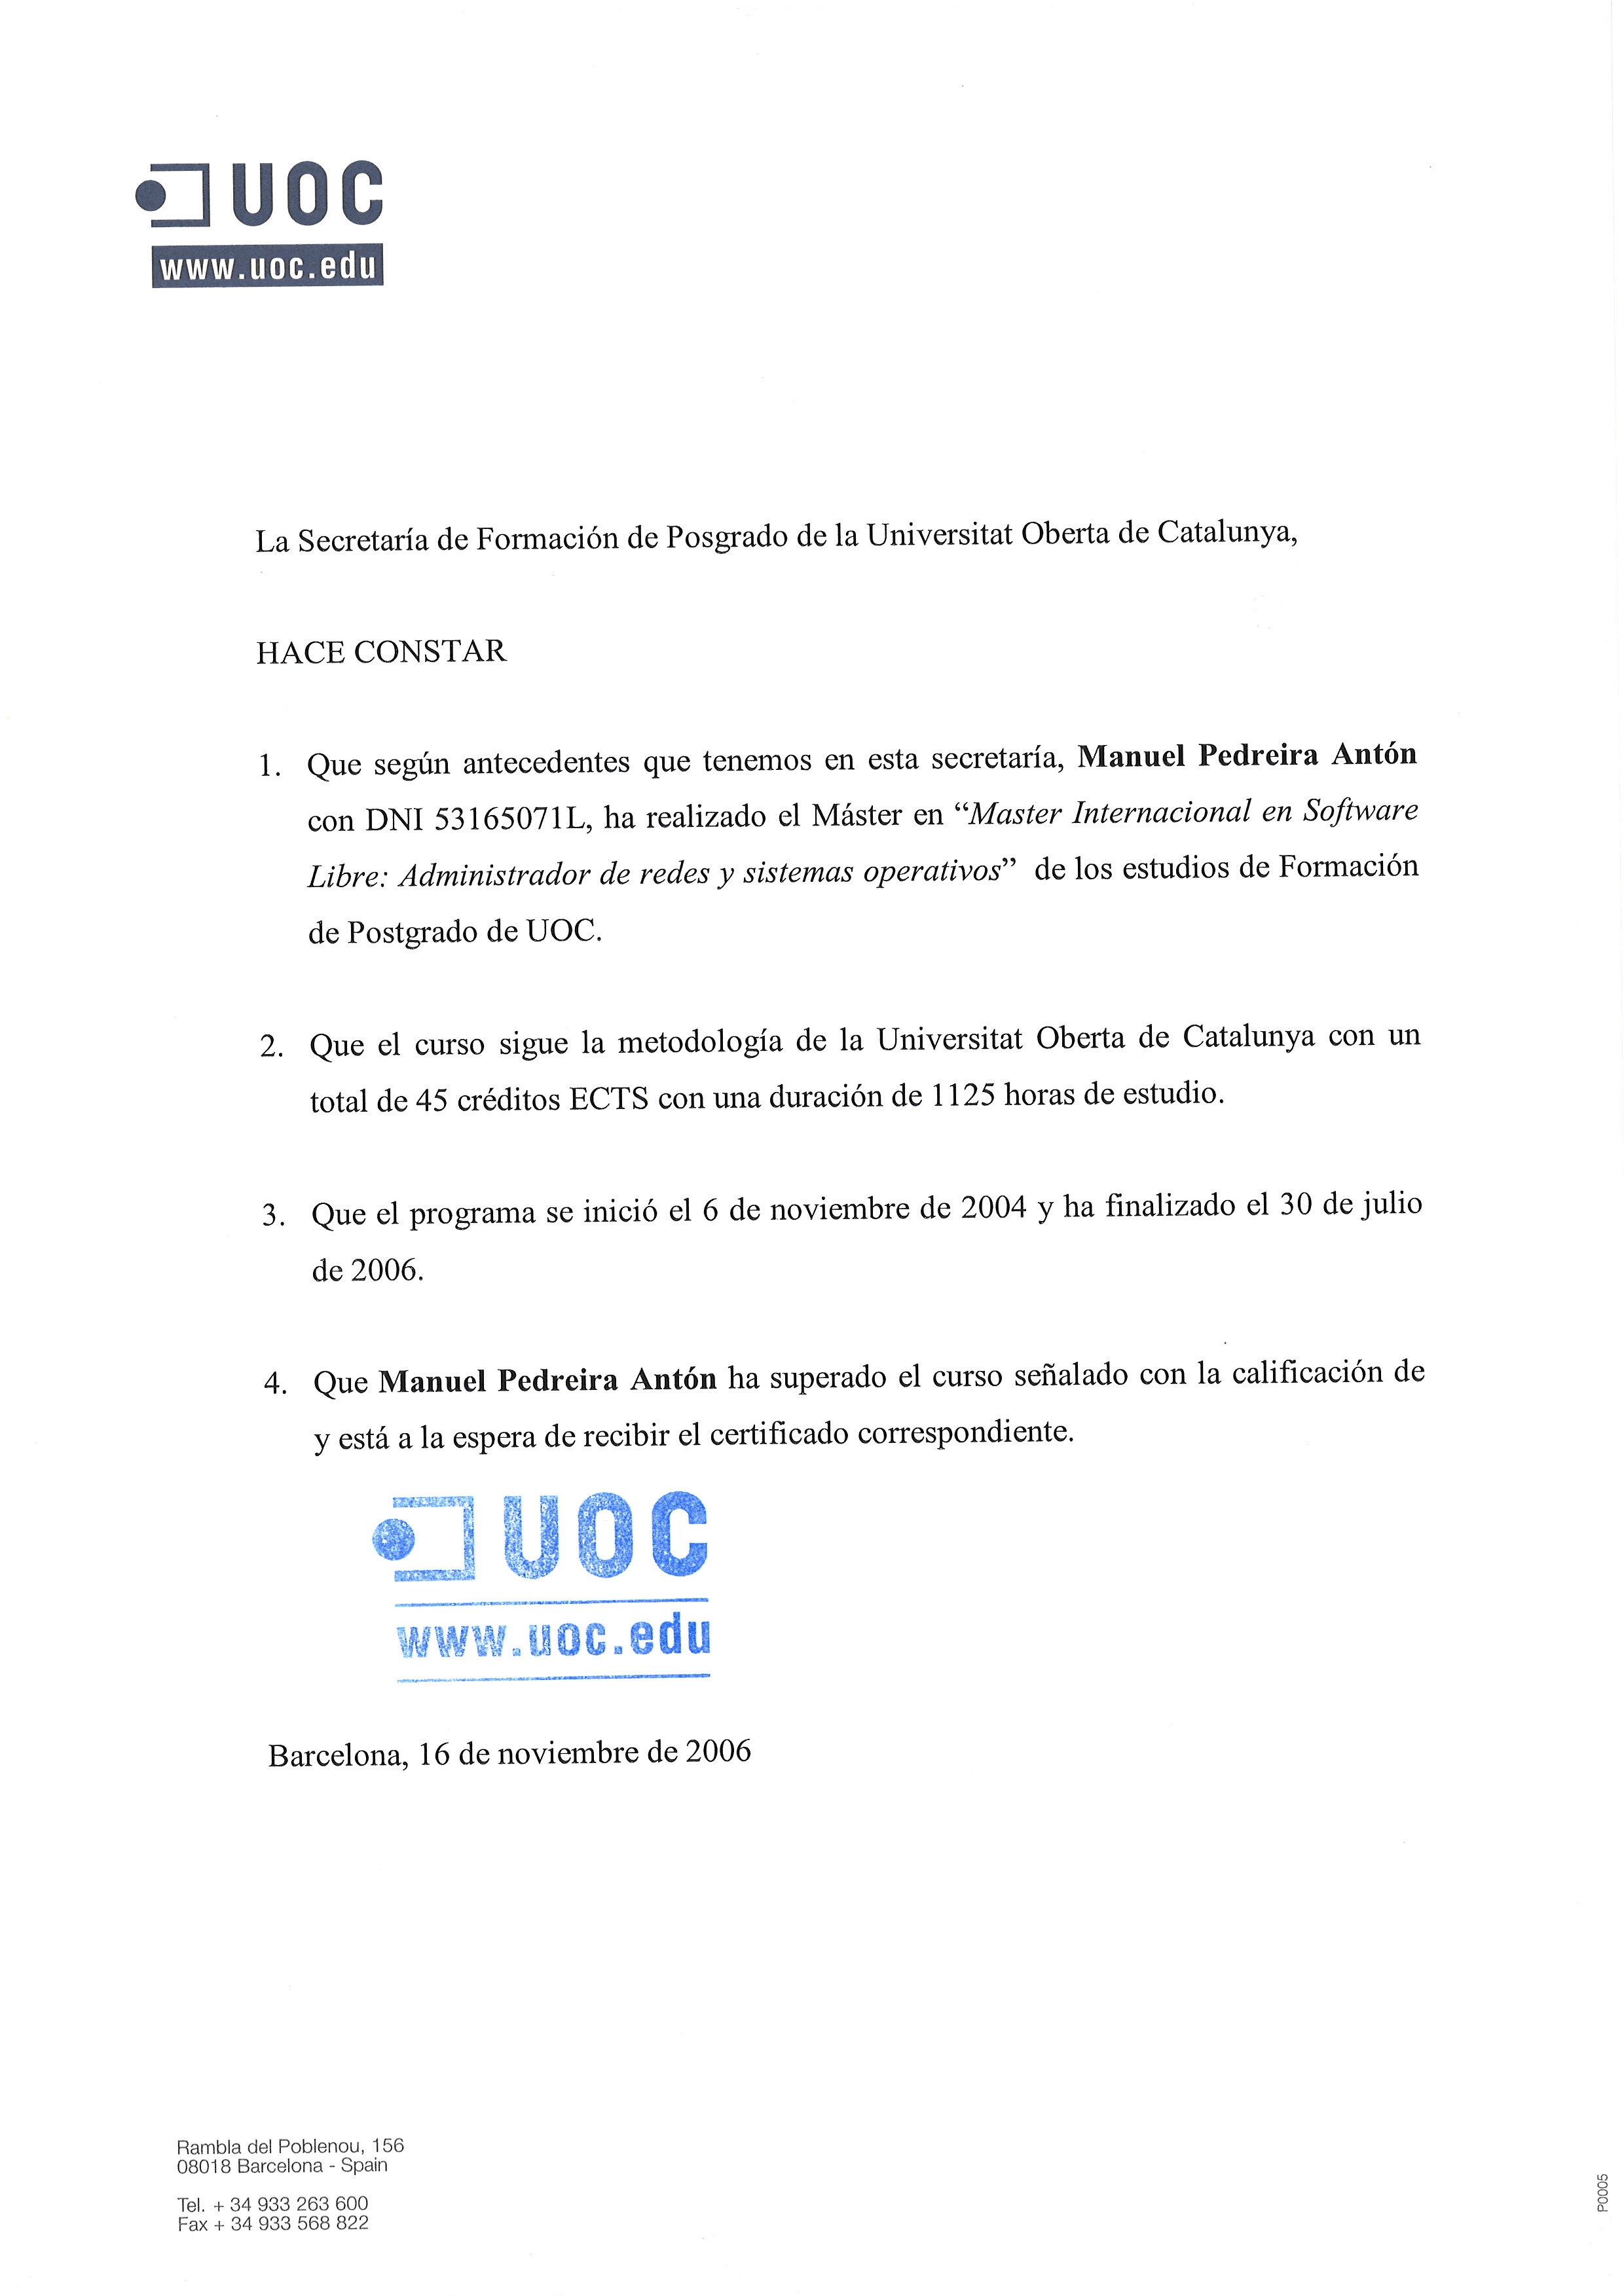 UOC
www.uoc.edu
La Secretaría de Formación de Posgrado de la Universitat Oberta de Catalunya,
HACE CONSTAR
1. Que según antecedentes que tenemos en esta secretaría, Manuel Pedreira Antón
con DNI 53165071L, ha realizado el Máster en “Master Internacional en Software
Libre: Administrador de redes y sistemas operativos” de los estudios de Formación
de Postgrado de UOC.
2. Que el curso sigue la metodología de la Universitat Oberta de Catalunya con un
total de 45 créditos ECTS con una duración de 1125 horas de estudio.
3. Que el programa se inició el 6 de noviembre de 2004 y ha finalizado el 30 de julio
de 2006.
4. Que Manuel Pedreira Antón ha superado el curso señalado con la calificación de
y está a la espera de recibir el certificado correspondiente.
UOC
www.uoc.edu
Barcelona, 16 de noviembre de 2006
Rambla del Poblenou, 156
08018 Barcelona - Spain
Tel. + 34 933 263 600
Fax + 34 933 568 822
P0005